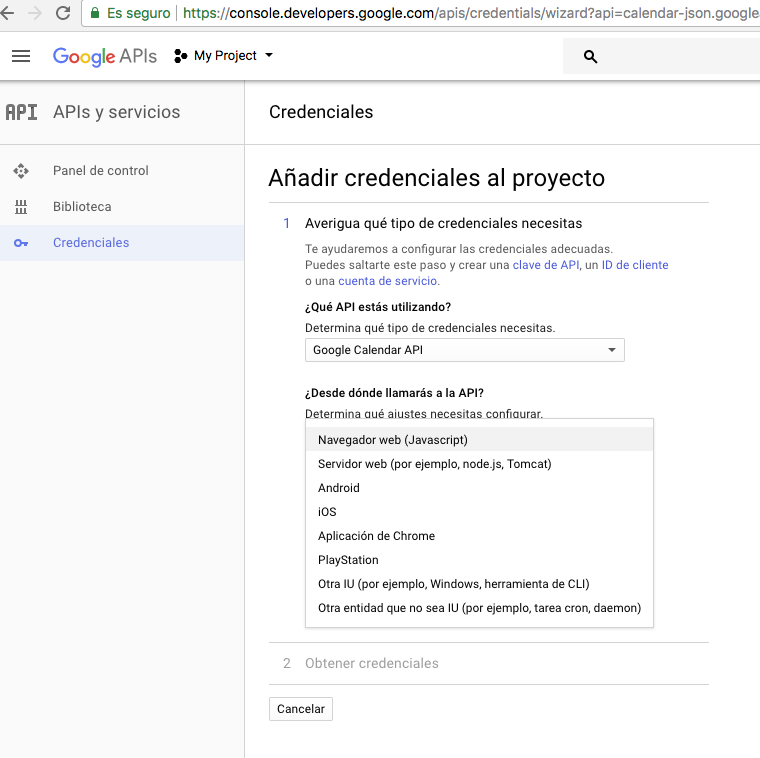 Es seguro
https://console.developers.google.com/apis/credentials/wizard?api=calendar-json.google
Google APIs
My Project
API APIs y servicios
Credenciales
Panel de control
Biblioteca
Credenciales
Añadir credenciales al proyecto
1 Averigua qué tipo de credenciales necesitas
Te ayudaremos a configurar las credenciales adecuadas.
Puedes saltarte este paso y crear una clave de API, un ID de cliente
o una cuenta de servicio.
¿Qué API estás utilizando?
Determina qué tipo de credenciales necesitas.
Google Calendar API
¿Desde dónde llamarás a la API?
Determina qué ajustes necesitas configurar.
Navegador web (Javascript)
Servidor web (por ejemplo, node.js, Tomcat)
Android
iOS
Aplicación de Chrome
PlayStation
Otra IU (por ejemplo, Windows, herramienta de CLI)
Otra entidad que no sea IU (por ejemplo, tarea cron, daemon)
2 Obtener credenciales
Cancelar